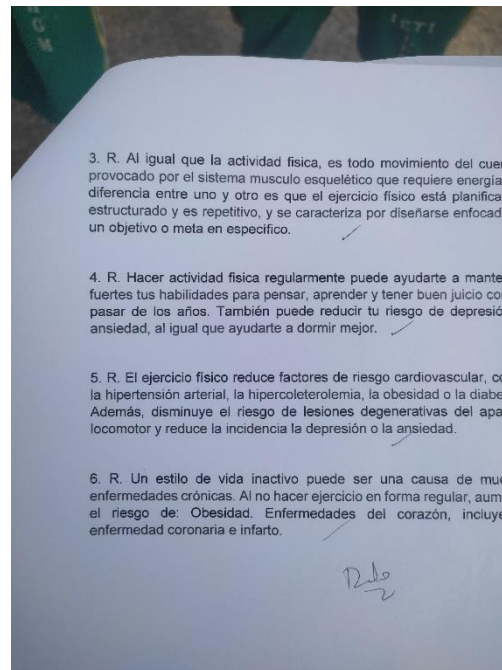 3. R. Al igual que la actividad fisica, es todo movimiento del cue
provocado por el sistema musculo esquelético que requiere energía
diferencia entre uno y otro es que el ejercicio físico está planifica
estructurado y es repetitivo, y se caracteriza por diseñarse enfocad
un objetivo o meta en especifico.
4. R. Hacer actividad fisica regularmente puede ayudarte a mante
fuertes tus habilidades para pensar, aprender y tener buen juicio co
pasar de los años. También puede reducir tu riesgo de depresió
ansiedad, al igual que ayudarte a dormir mejor.
5. R. El ejercicio físico reduce factores de riesgo cardiovascular, co
la hipertensión arterial, la hipercoleterolemia, la obesidad o la diabe
Además, disminuye el riesgo de lesiones degenerativas del apa
locomotor y reduce la incidencia la depresión o la ansiedad.
6. R. Un estilo de vida inactivo puede ser una causa de mue
enfermedades crónicas. Al no hacer ejercicio en forma regular, aum
el riesgo de: Obesidad. Enfermedades del corazón, incluye
enfermedad coronaria e infarto.